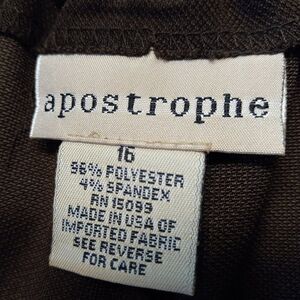 apostrophe
16
96% POLYESTER
4% SPANDEX
RN 15099
MADE IN USA OF
IMPORTED FABRIC
SEE REVERSE
FOR CARE